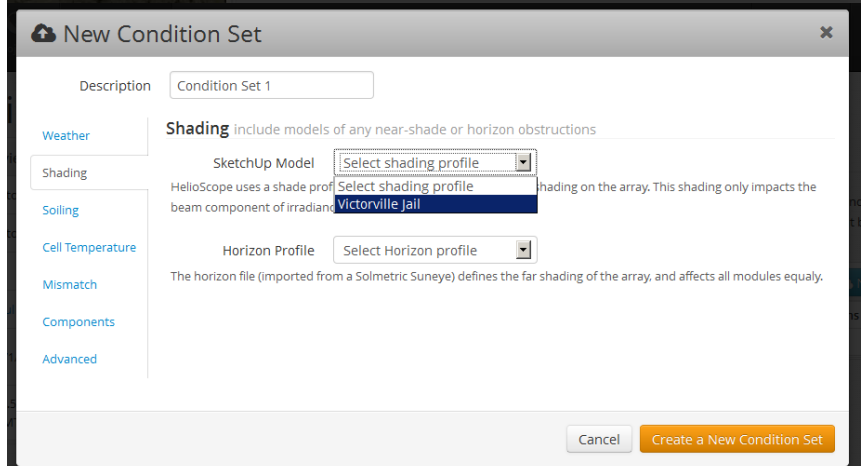 New Condition Set
Description
Condition Set 1
Weather
Shading
Soiling
Cell Temperature
Mismatch
Components
Advanced
Shading include models of any near-shade or horizon obstructions
SketchUp Model
Select shading profile
Select shading profile
Victorville Jail
HelioScope uses a shade prof hading on the array. This shading only impacts the
beam component of irradianc
Horizon Profile
Select Horizon profile
The horizon file (imported from a Solmetric Suneye) defines the far shading of the array, and affects all modules equaly.
Cancel
Create a New Condition Set